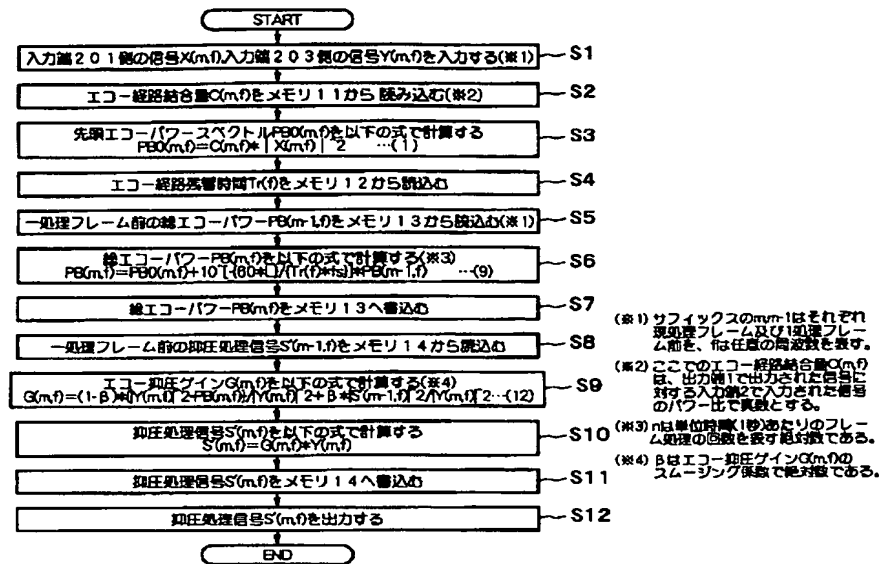 START
入力端201側の信号X(m,f),入力端203側の信号Y(m,f)を入力する(※1)
S1
エコー経路結合量C(m,f)をメモリ11から 読み込む(※2)
S2
先頭エコーパワースペクトルPB0(m,f)を以下の式で計算する
PB0(m,f)=C(m,f)*|X(m,f)|^2 …(1)
S3
エコー経路残響時間Tr(f)をメモリ12から読込む
S4
一処理フレーム前の総エコーパワーPB(m-1,f)をメモリ13から読込む(※1)
S5
総エコーパワーPB(m,f)を以下の式で計算する(※3)
PB(m,f)=PB0(m,f)+10^[-{60*L}/{Tr(f)*fs}]*PB(m-1,f) …(9)
S6
総エコーパワーPB(m,f)をメモリ13へ書込む
S7
一処理フレーム前の抑圧処理信号S'(m-1,f)をメモリ14から読込む
S8
エコー抑圧ゲインG(m,f)を以下の式で計算する(※4)
G(m,f)=(1-β)*{|Y(m,f)|^2-PB(m,f)}/|Y(m,f)|^2+β*|S'(m-1,f)|^2/|Y(m,f)|^2…(12)
S9
抑圧処理信号S'(m,f)を以下の式で計算する
S'(m,f)=G(m,f)*Y(m,f)
S10
抑圧処理信号S'(m,f)をメモリ14へ書込む
S11
抑圧処理信号S'(m,f)を出力する
S12
END
(※1) サフィックスのm,m-1はそれぞれ
現処理フレーム及び1処理フレー
ム前を、fは任意の周波数を表す。
(※2) ここでのエコー経路結合量C(m,f)
は、出力端1で出力された信号に
対する入力端2で入力された信号
のパワー比で真数とする。
(※3) nは単位時間(1秒)あたりのフレー
ム処理の回数を表す絶対数である。
(※4) βはエコー抑圧ゲインG(m,f)の
スムージング係数で絶対数である。